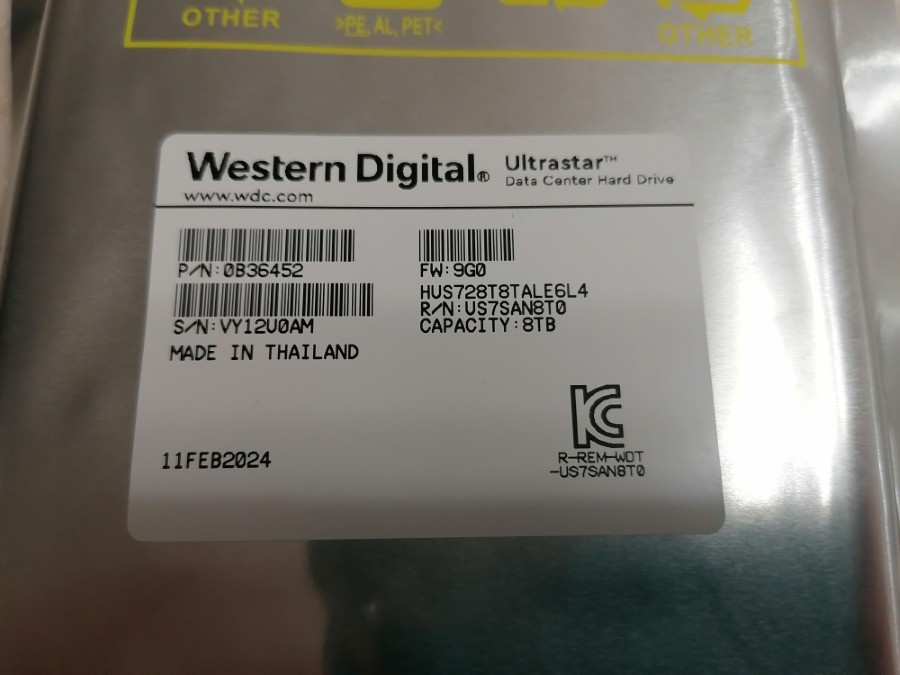 OTHER
>PE, AL, PET<
OTHER
Western Digital®
Ultrastar™
Data Center Hard Drive
www.wdc.com
P/N:0B36452
FW:9G0
HUS728T8TALE6L4
R/N:US7SAN8T0
CAPACITY:8TB
S/N:VY12U0AM
MADE IN THAILAND
11FEB2024
R-REM-WDT
-US7SAN8T0